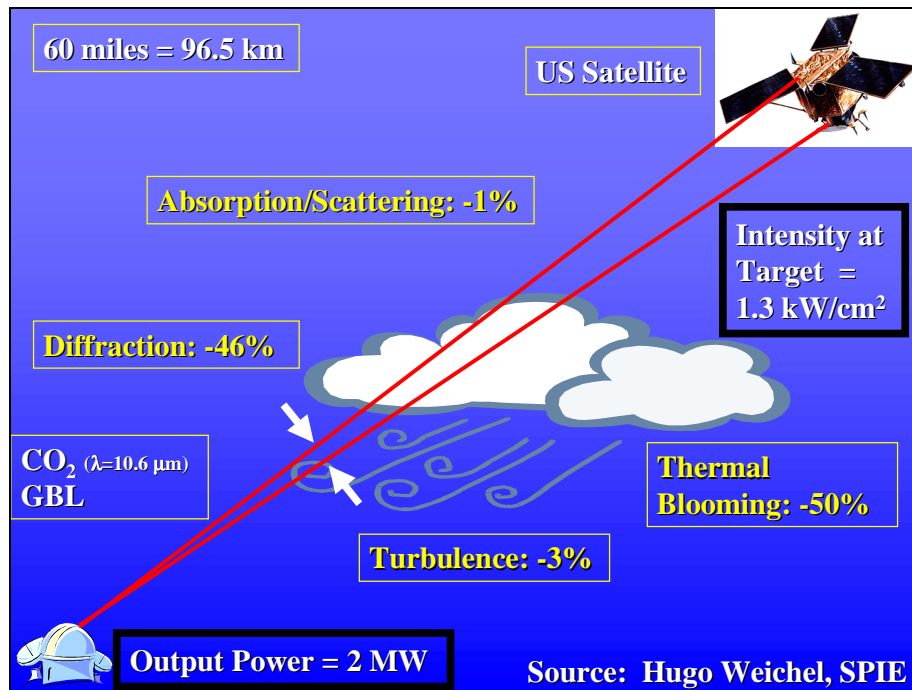 60 miles = 96.5 km
US Satellite
Absorption/Scattering: -1%
Intensity at
Target =
1.3 kW/cm²
Diffraction: -46%
CO₂ (λ=10.6 μm)
GBL
Thermal
Blooming: -50%
Turbulence: -3%
Output Power = 2 MW
Source: Hugo Weichel, SPIE